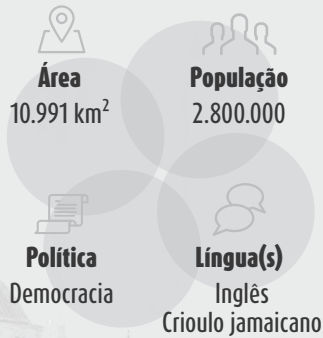 Área
10.991 km²
População
2.800.000
Política
Democracia
Língua(s)
Inglês
Crioulo jamaicano